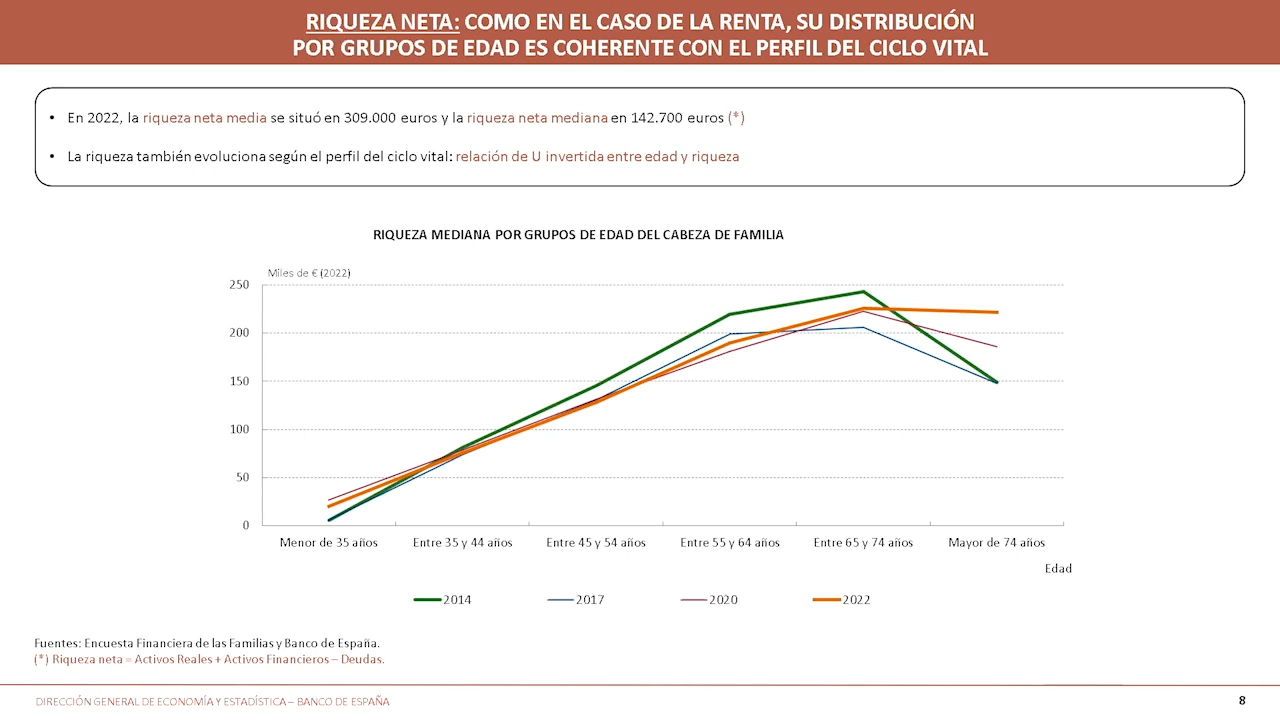 RIQUEZA NETA: COMO EN EL CASO DE LA RENTA, SU DISTRIBUCIÓN
POR GRUPOS DE EDAD ES COHERENTE CON EL PERFIL DEL CICLO VITAL
• En 2022, la riqueza neta media se situó en 309.000 euros y la riqueza neta mediana en 142.700 euros (*)
• La riqueza también evoluciona según el perfil del ciclo vital: relación de U invertida entre edad y riqueza
RIQUEZA MEDIANA POR GRUPOS DE EDAD DEL CABEZA DE FAMILIA
Miles de € (2022)
250
200
150
100
50
0
Menor de 35 años Entre 35 y 44 años Entre 45 y 54 años Entre 55 y 64 años Entre 65 y 74 años Mayor de 74 años
Edad
2014 2017 2020 2022
Fuentes: Encuesta Financiera de las Familias y Banco de España.
(*) Riqueza neta = Activos Reales + Activos Financieros – Deudas.
DIRECCIÓN GENERAL DE ECONOMÍA Y ESTADÍSTICA – BANCO DE ESPAÑA
8